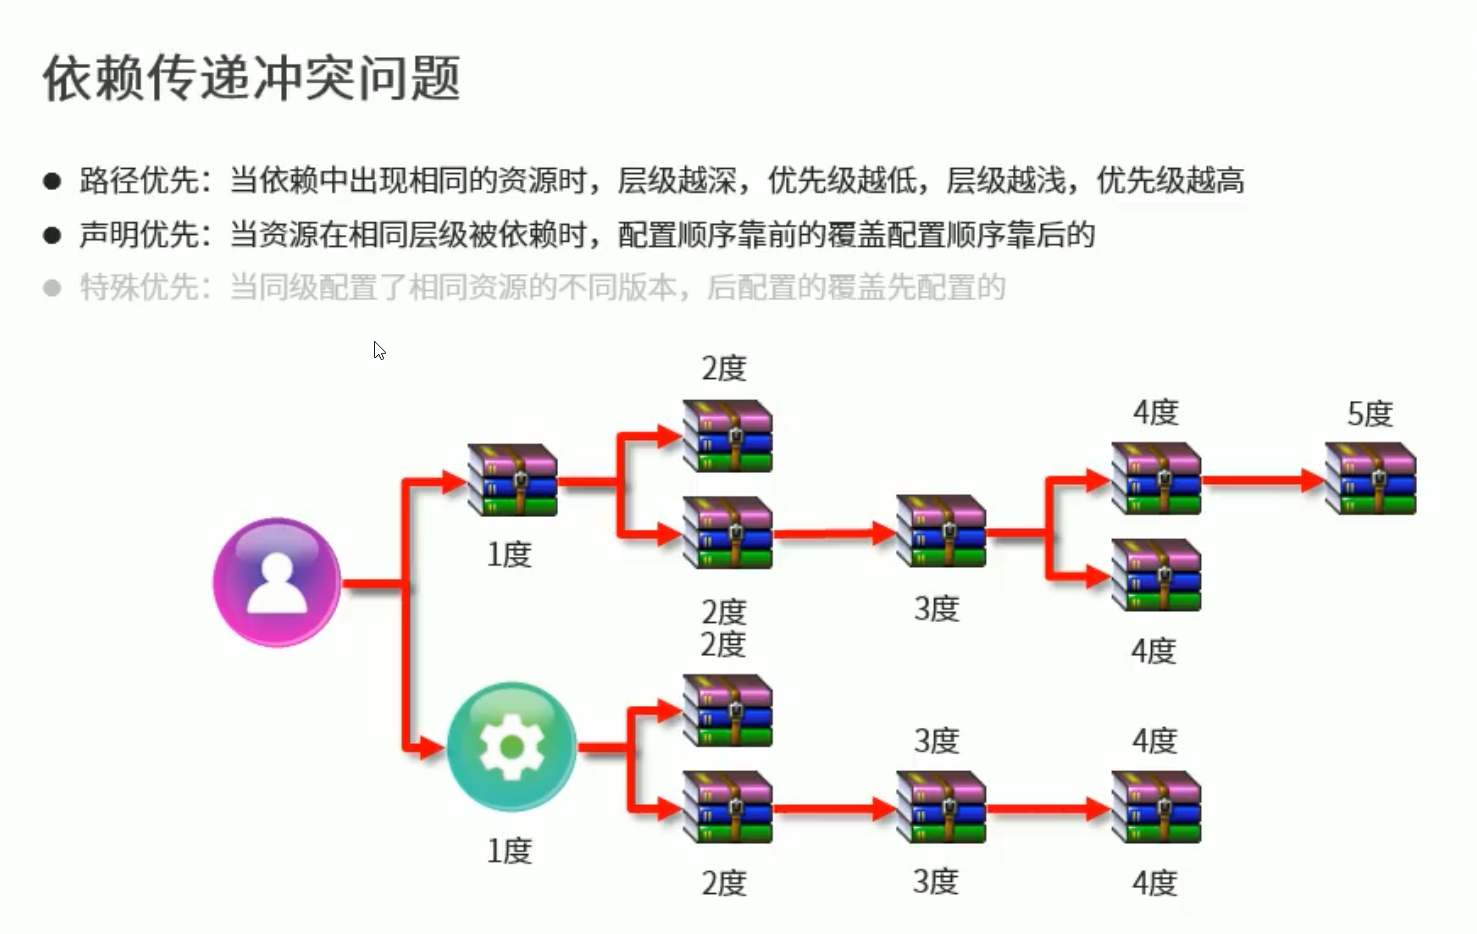 依赖传递冲突问题
● 路径优先：当依赖中出现相同的资源时，层级越深，优先级越低，层级越浅，优先级越高
● 声明优先：当资源在相同层级被依赖时，配置顺序靠前的覆盖配置顺序靠后的
● 特殊优先：当同级配置了相同资源的不同版本，后配置的覆盖先配置的
2度
4度
5度
1度
2度
3度
2度
4度
3度
4度
1度
2度
3度
4度